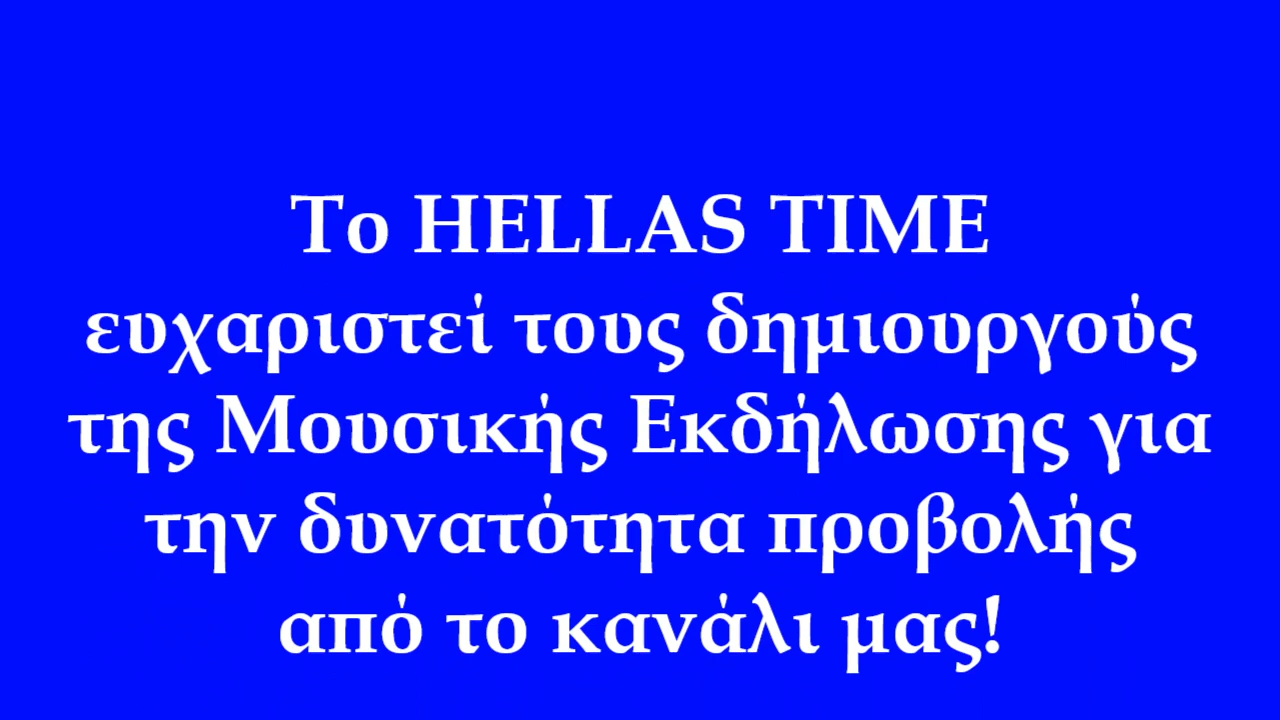 Το HELLAS TIME
ευχαριστεί τους δημιουργούς
της Μουσικής Εκδήλωσης για
την δυνατότητα προβολής
από το κανάλι μας!